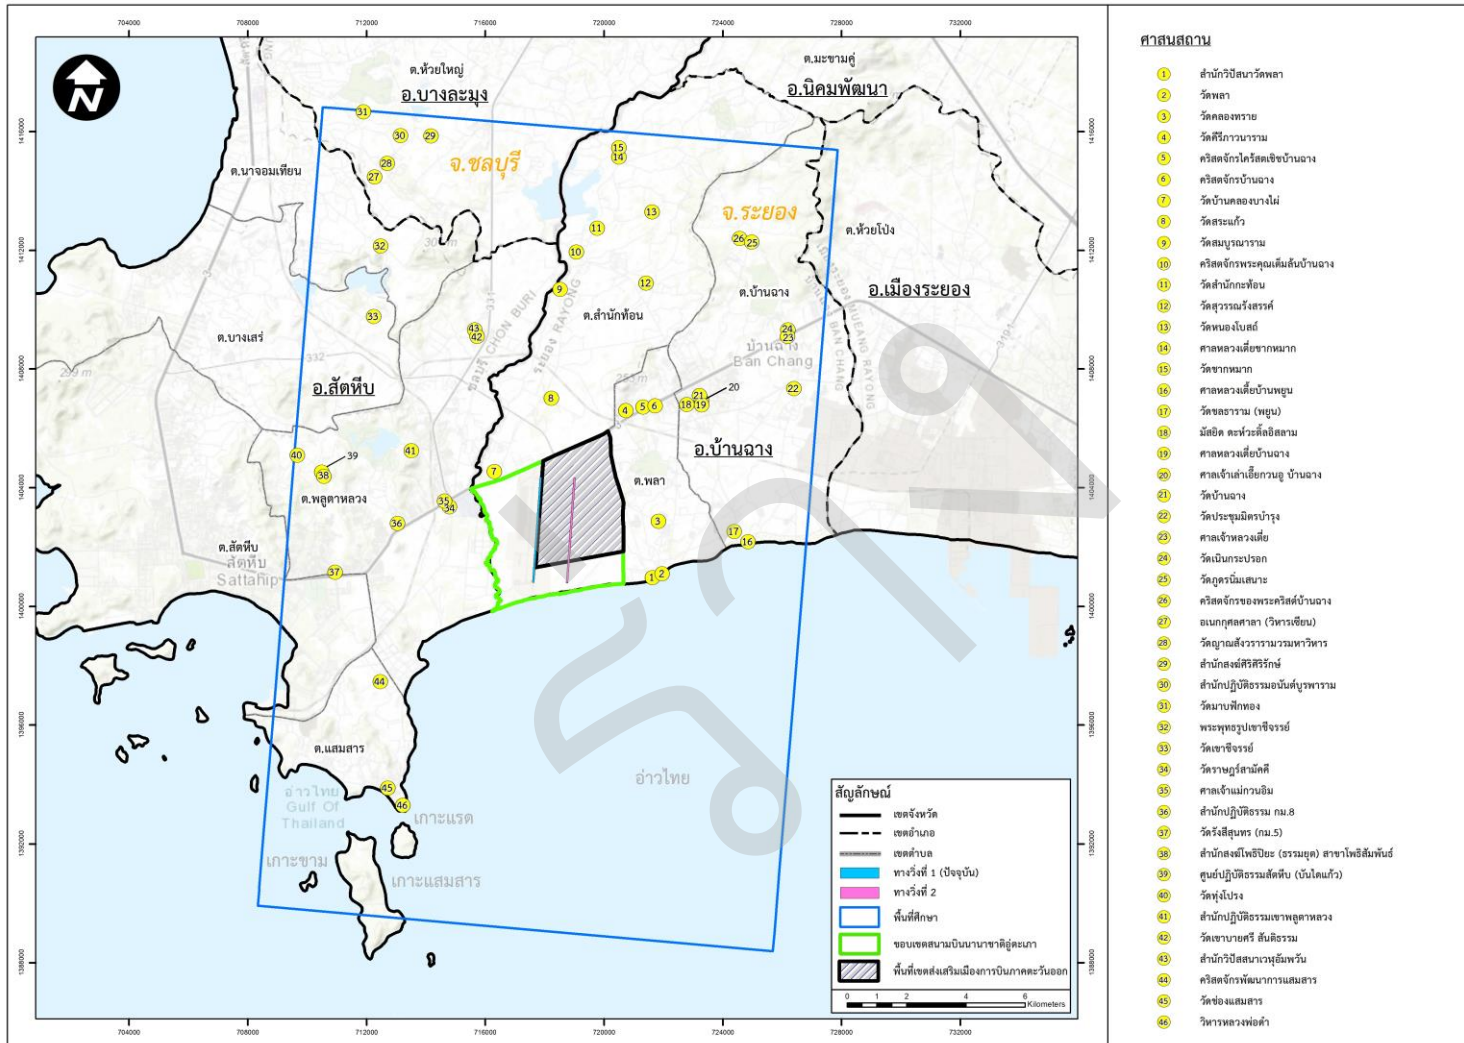 704000 708000 712000 716000 720000 724000 728000 732000
ต.ห้วยใหญ่
อ.บางละมุง
ต.มะขามคู่
อ.นิคมพัฒนา
1416000
จ.ชลบุรี
ต.นาจอมเทียน
จ.ระยอง
ต.ห้วยโป่ง
1412000
อ.เมืองระยอง
ต.บ้านฉาง
ต.สำนักท้อน
ต.บางเสร่
332
331
3191
ชลบุรี CHON BURI
ระยอง RAYONG
บ้านฉาง
Ban Chang
1408000
299 m
253 m
อ.สัตหีบ
20
อ.บ้านฉาง
39
ต.พลูตาหลวง
ต.พลา
1404000
ต.สัตหีบ
สัตหีบ
Sattahip
1400000
1396000
ต.แสมสาร
อ่าวไทย
อ่าวไทย
Gulf Of
Thailand
เกาะแรด
เกาะขาม
เกาะแสมสาร
1392000
1388000
ร่าง
สัญลักษณ์
เขตจังหวัด
เขตอำเภอ
เขตตำบล
ทางวิ่งที่ 1 (ปัจจุบัน)
ทางวิ่งที่ 2
พื้นที่ศึกษา
ขอบเขตสนามบินนานาชาติอู่ตะเภา
พื้นที่เขตส่งเสริมเมืองการบินภาคตะวันออก
0 1 2 4 6
Kilometers
704000 708000 712000 716000 720000 724000 728000 732000
ศาสนสถาน
1 สำนักวิปัสนาวัดพลา
2 วัดพลา
3 วัดคลองทราย
4 วัดคีรีภาวนาราม
5 คริสตจักรไคร้สตเชิชบ้านฉาง
6 คริสตจักรบ้านฉาง
7 วัดบ้านคลองบางไผ่
8 วัดสระแก้ว
9 วัดสมบูรณาราม
10 คริสตจักรพระคุณเต็มล้นบ้านฉาง
11 วัดสำนักกะท้อน
12 วัดสุวรรณรังสรรค์
13 วัดหนองโบสถ์
14 ศาลหลวงเตี่ยชากหมาก
15 วัดชากหมาก
16 ศาลหลวงเตี้ยบ้านพยูน
17 วัดชลธาราม (พยูน)
18 มัสยิด ตะห์วะติ้ลอิสลาม
19 ศาลหลวงเตี่ยบ้านฉาง
20 ศาลเจ้าเล่าเอี๊ยกวนอู บ้านฉาง
21 วัดบ้านฉาง
22 วัดประชุมมิตรบำรุง
23 ศาลเจ้าหลวงเตี่ย
24 วัดเนินกระปรอก
25 วัดภูดรนิ่มเสนาะ
26 คริสตจักรของพระคริสต์บ้านฉาง
27 อเนกกุศลศาลา (วิหารเซียน)
28 วัดญาณสังวรารามวรมหาวิหาร
29 สำนักสงฆ์ศิริศิริรักษ์
30 สำนักปฏิบัติธรรมอนันต์บูรพาราม
31 วัดมาบฟักทอง
32 พระพุทธรูปเขาชีจรรย์
33 วัดเขาชีจรรย์
34 วัดราษฎร์สามัคคี
35 ศาลเจ้าแม่กวนอิม
36 สำนักปฏิบัติธรรม กม.8
37 วัดรังสีสุนทร (กม.5)
38 สำนักสงฆ์โพธิปิยะ (ธรรมยุต) สาขาโพธิสัมพันธ์
39 ศูนย์ปฏิบัติธรรมสัตหีบ (บันไดแก้ว)
40 วัดทุ่งโปรง
41 สำนักปฏิบัติธรรมเขาพลูตาหลวง
42 วัดเขาบายศรี สันติธรรม
43 สำนักวิปัสสนาเวฬุอัมพวัน
44 คริสตจักรพัฒนาการแสมสาร
45 วัดช่องแสมสาร
46 วิหารหลวงพ่อดำ